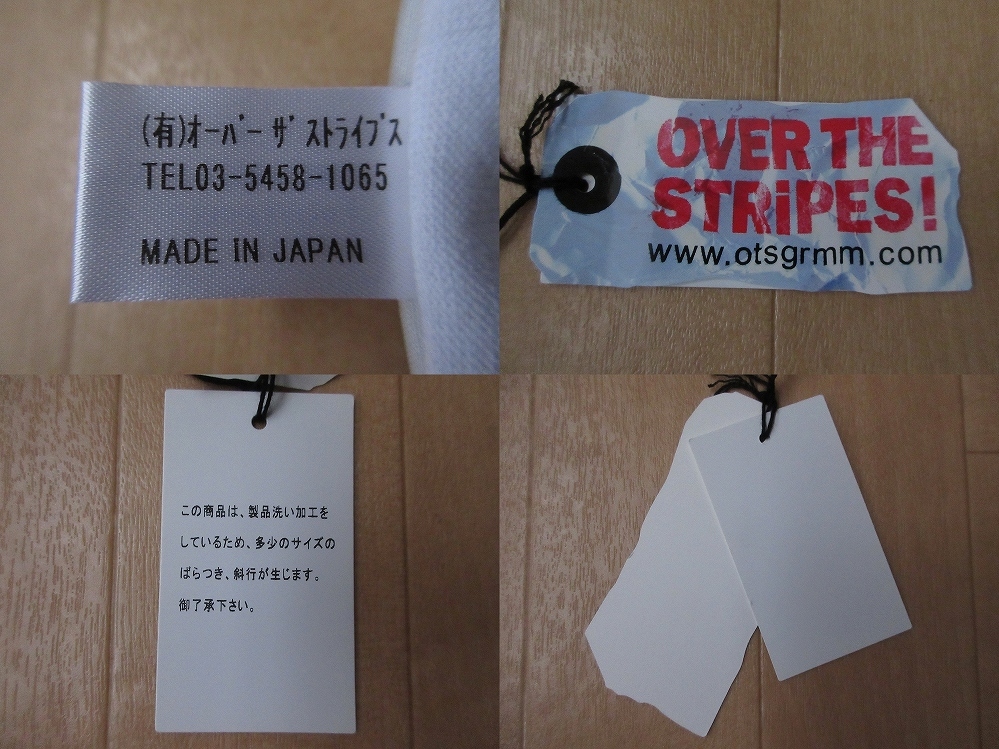 (有)ｵｰﾊﾞｰ ｻﾞ ｽﾄﾗｲﾌﾟｽ
TEL03-5458-1065
MADE IN JAPAN
OVER THE
STRiPES!
www.otsgrmm.com
この商品は、製品洗い加工を
しているため、多少のサイズの
ばらつき、斜行が生じます。
御了承下さい。